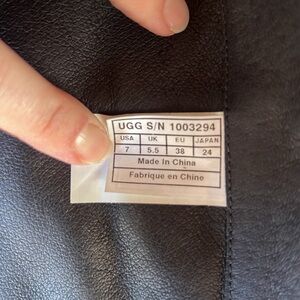 UGG S/N 1003294
USA UK EU JAPAN
7 5.5 38 24
Made In China
Fabrique en Chine